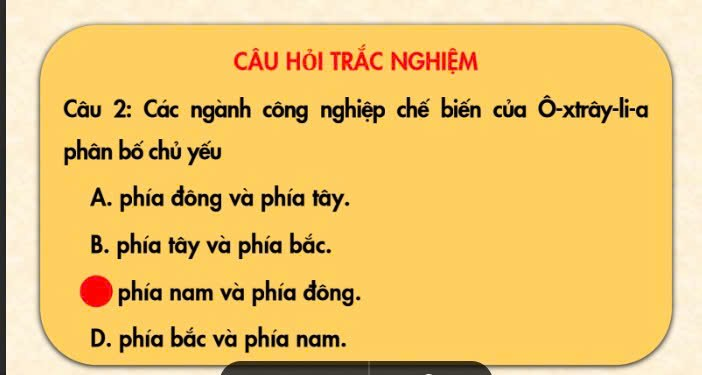 CÂU HỎI TRẮC NGHIỆM
Câu 2: Các ngành công nghiệp chế biến của Ô-xtrây-li-a
phân bố chủ yếu
A. phía đông và phía tây.
B. phía tây và phía bắc.
phía nam và phía đông.
D. phía bắc và phía nam.